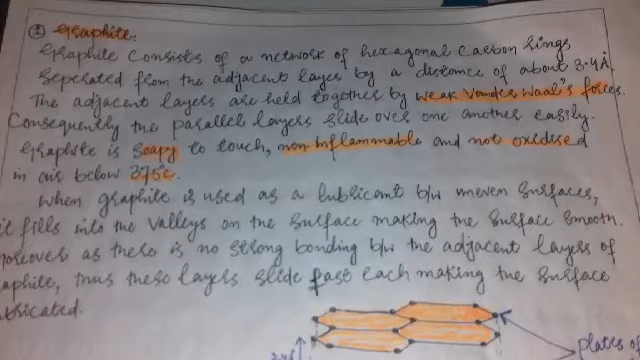 ② Graphite:
Graphite consists of a network of hexagonal carbon rings
seperated from the adjacent layer by a distance of about 3.4Å
The adjacent layers are held together by weak Vander Waal's forces.
Consequently the parallel layers slide over one another easily.
Graphite is soapy to touch, non inflammable and not oxidised
in air below 375°C.
When graphite is used as a lubricant b/w uneven surfaces,
it fills into the valleys on the surface making the surface smooth.
oreover as there is no strong bonding b/w the adjacent layers of
aphite, thus these layers slide past each making the surface
bricated.
plates of